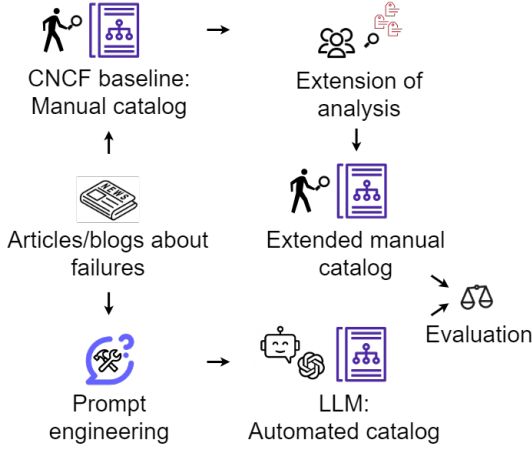 CNCF baseline:
Manual catalog
Extension of
analysis
NEWS
Articles/blogs about
failures
Extended manual
catalog
Evaluation
Prompt
engineering
LLM:
Automated catalog